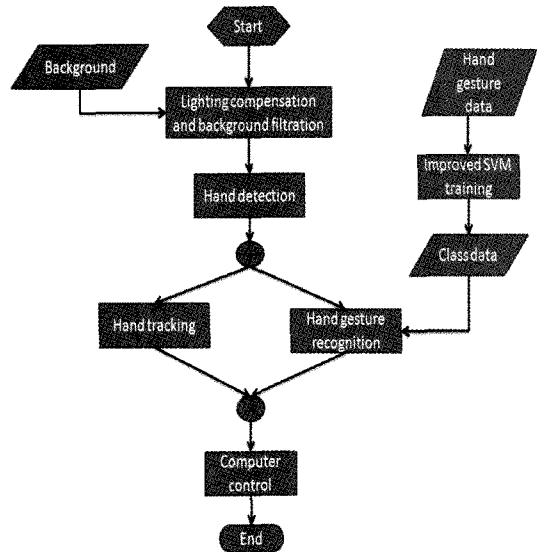 Start
Background
Lighting compensation
and background filtration
Hand detection
Hand tracking
Hand gesture
recognition
Hand
gesture
data
Improved SVM
training
Class data
Computer
control
End